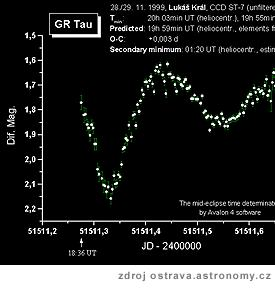 GR Tau
28./29. 11. 1999, Lukáš Král, CCD ST-7 (unfiltere
T min : 20h 03min UT (heliocentr.), 19h 55min
Predicted: 19h 59min UT (heliocentr., elements fr
O-C: +0,003 d
Secondary minimum: 01:20 UT (heliocentr., estin
1,5
1,6
1,7
1,8
1,9
2,0
2,1
2,2
Dif. Mag.
The mid-eclipse time determinate
by Avalon 4 software
51511,2 51511,3 51511,4 51511,5 51511,6
JD - 2400000
18:36 UT
zdroj ostrava.astronomy.cz